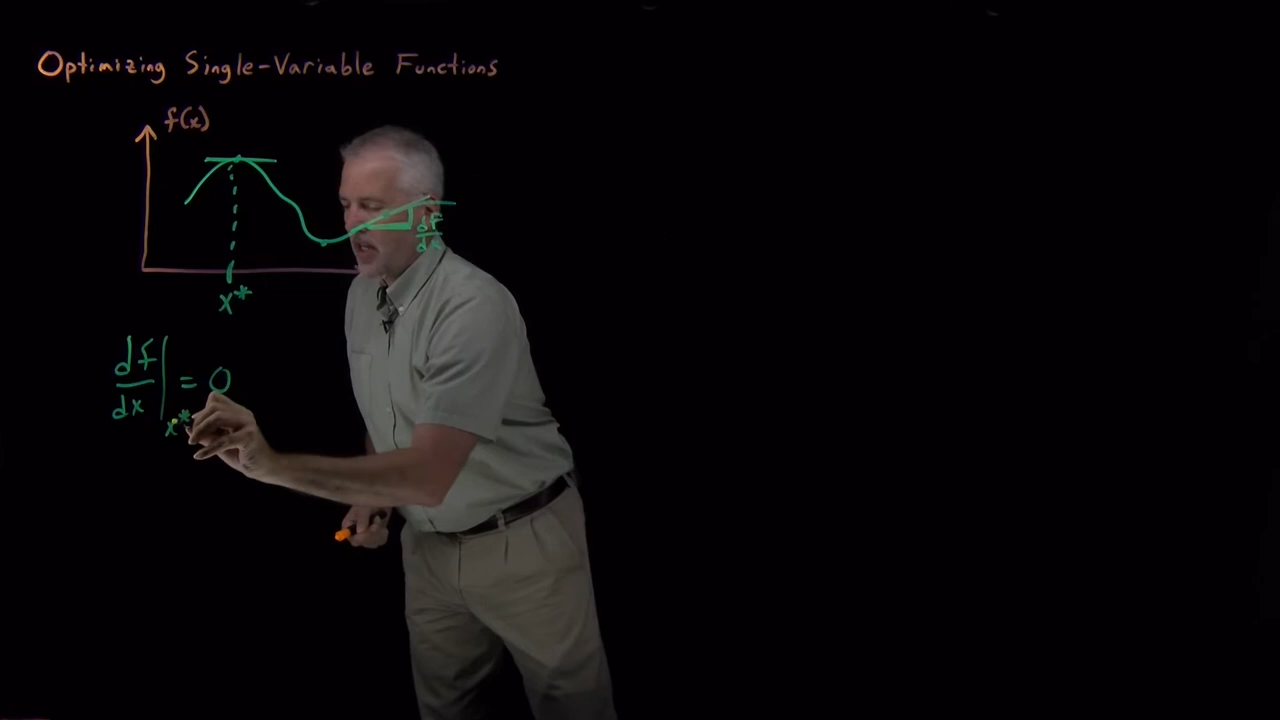 Optimizing Single-Variable Functions
f(x)
df
dx
x*
df
dx
x*
= 0